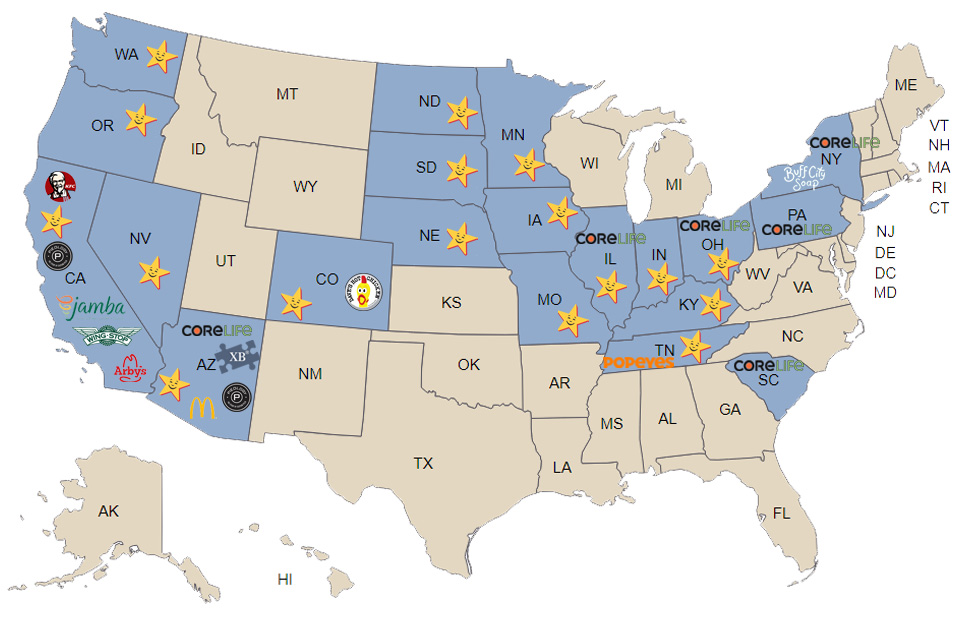 WA
MT
ND
ME
OR
MN
VT
ID
CORELIFE
NH
NY
SD
WI
MA
WY
MI
Buff City
Soap
RI
KFC
IA
PA
CT
CORELIFE
CORELIFE
CORELIFE
NV
NE
OH
NJ
UT
IL
IN
DE
P
CA
CO
DAVE'S HOT CHICKEN
WV
DC
VA
MD
jamba
KS
MO
KY
WING·STOP
CORELIFE
NC
XB
AZ
TN
POPEYES
Arby's
NM
OK
CORELIFE
SC
P
AR
GA
MS
AL
TX
LA
AK
FL
HI